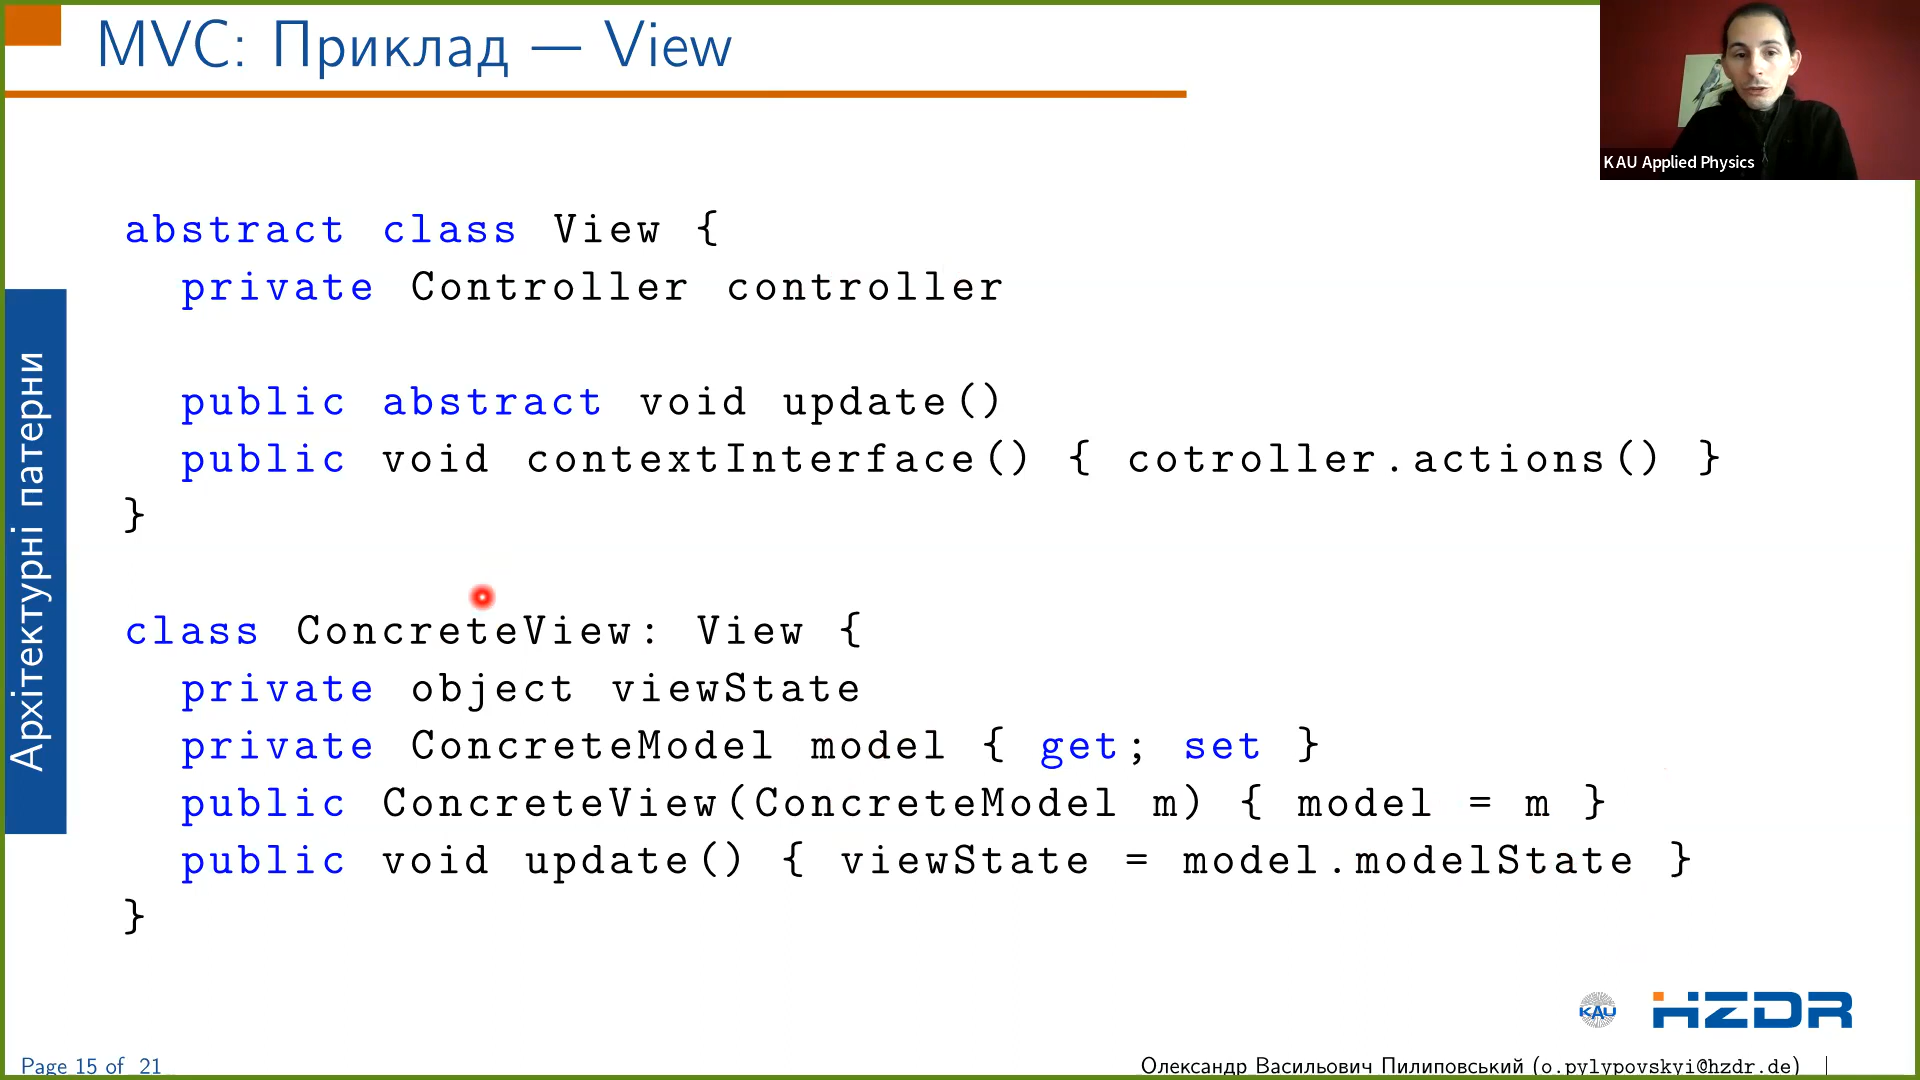 MVC: Приклад — View
KAU Applied Physics
abstract class View {
private Controller controller
public abstract void update()
public void contextInterface() { cotroller.actions() }
}
class ConcreteView: View {
private object viewState
private ConcreteModel model { get; set }
public ConcreteView(ConcreteModel m) { model = m }
public void update() { viewState = model.modelState }
}
Архітектурні патерни
KAU HZDR
Page 15 of 21
Олександр Васильович Пилиповський (o.pylypovskyi@hzdr.de) |